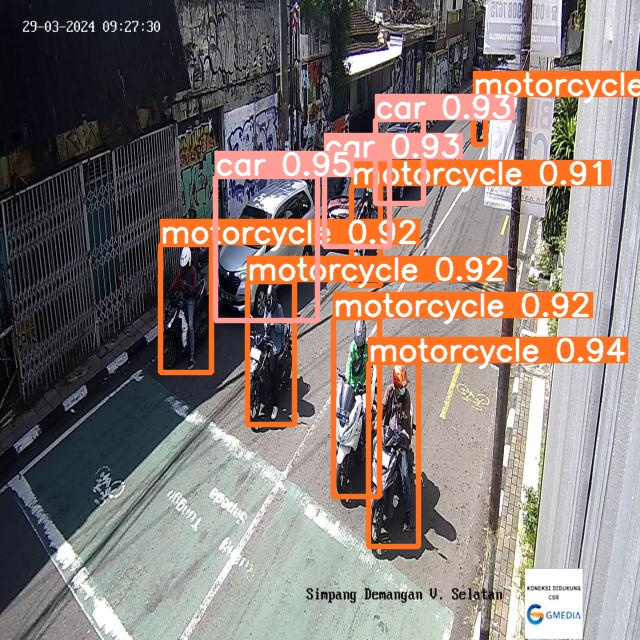 29-03-2024 09:27:30
motorcycle
car 0.93
car 0.93
car 0.95
motorcycle 0.91
motorcycle 0.92
motorcycle 0.92
motorcycle 0.92
motorcycle 0.94
Tunggu
Sepeda
Simpang Demangan V. Selatan
KONEKSI DIDUKUNG
CSR
GMEDIA